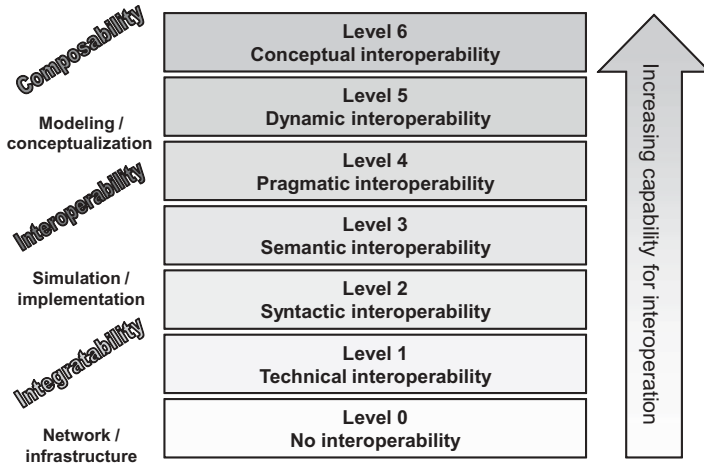 Composability
Modeling /
conceptualization
Interoperability
Simulation /
implementation
Integratability
Network /
infrastructure
Level 6
Conceptual interoperability
Level 5
Dynamic interoperability
Level 4
Pragmatic interoperability
Level 3
Semantic interoperability
Level 2
Syntactic interoperability
Level 1
Technical interoperability
Level 0
No interoperability
Increasing capability for interoperation